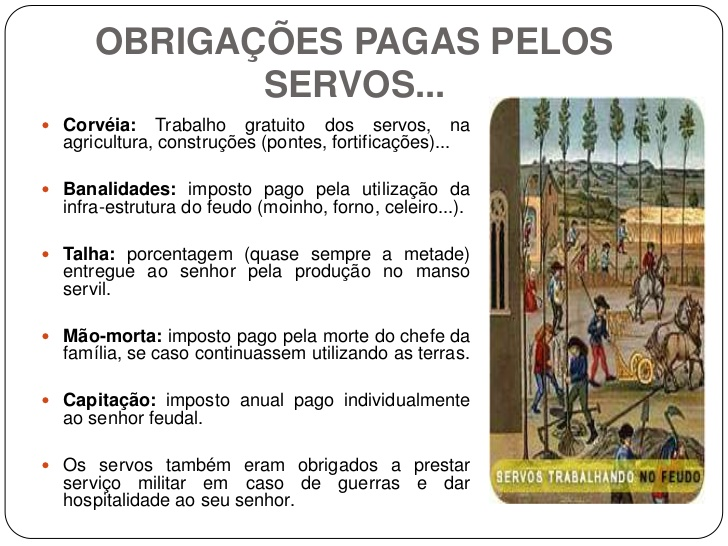 OBRIGAÇÕES PAGAS PELOS
SERVOS...
• Corvéia: Trabalho gratuito dos servos, na
agricultura, construções (pontes, fortificações)...
• Banalidades: imposto pago pela utilização da
infra-estrutura do feudo (moinho, forno, celeiro...).
• Talha: porcentagem (quase sempre a metade)
entregue ao senhor pela produção no manso
servil.
• Mão-morta: imposto pago pela morte do chefe da
família, se caso continuassem utilizando as terras.
• Capitação: imposto anual pago individualmente
ao senhor feudal.
• Os servos também eram obrigados a prestar
serviço militar em caso de guerras e dar
hospitalidade ao seu senhor.
SERVOS TRABALHANDO NO FEUDO